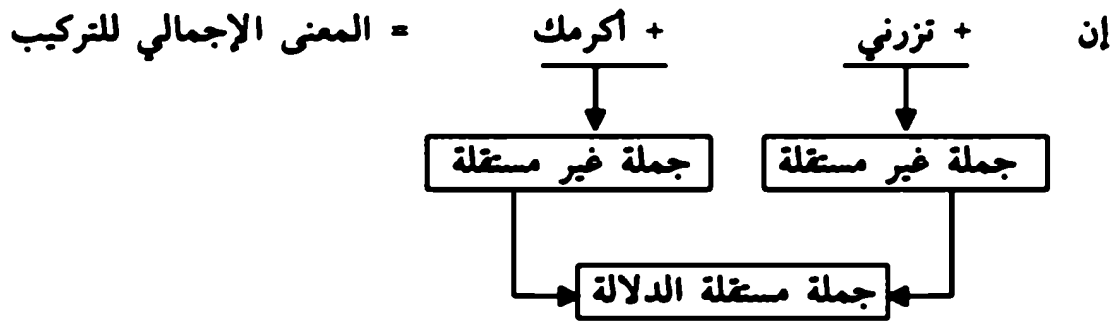 إن + تزرني + أكرمك = المعنى الإجمالي للتركيب
جملة غير مستقلة جملة غير مستقلة
جملة مستقلة الدلالة